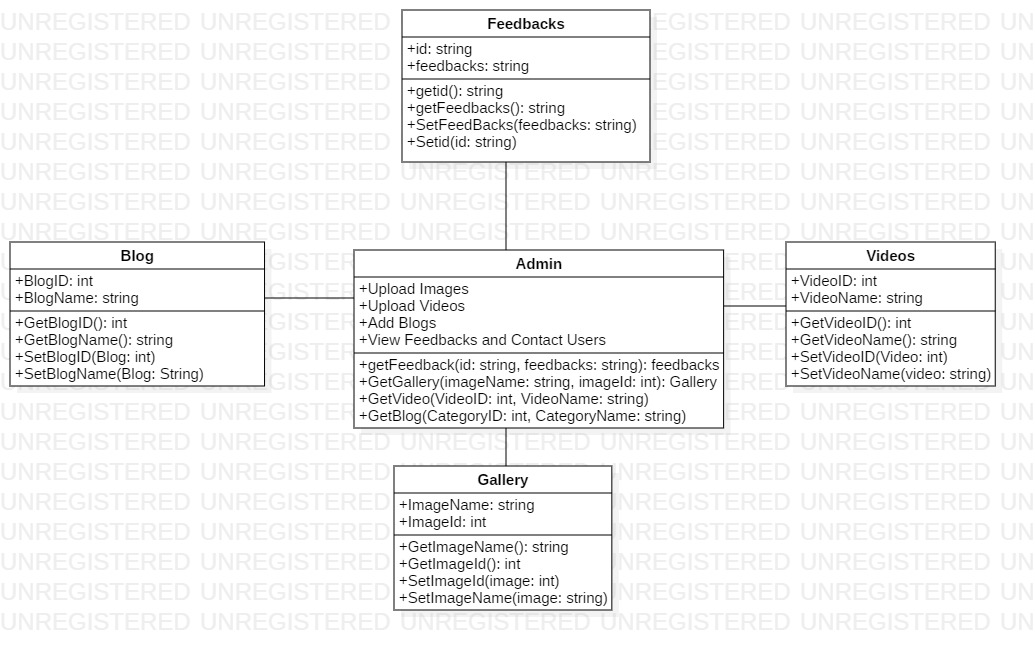 Feedbacks
+id: string
+feedbacks: string
+getid(): string
+getFeedbacks(): string
+SetFeedBacks(feedbacks: string)
+Setid(id: string)
Blog
+BlogID: int
+BlogName: string
+GetBlogID(): int
+GetBlogName(): string
+SetBlogID(Blog: int)
+SetBlogName(Blog: String)
Admin
+Upload Images
+Upload Videos
+Add Blogs
+View Feedbacks and Contact Users
+getFeedback(id: string, feedbacks: string): feedbacks
+GetGallery(imageName: string, imageId: int): Gallery
+GetVideo(VideoID: int, VideoName: string)
+GetBlog(CategoryID: int, CategoryName: string)
Videos
+VideoID: int
+VideoName: string
+GetVideoID(): int
+GetVideoName(): string
+SetVideoID(Video: int)
+SetVideoName(video: string)
Gallery
+ImageName: string
+ImageId: int
+GetImageName(): string
+GetImageId(): int
+SetImageId(image: int)
+SetImageName(image: string)
UNREGISTERED